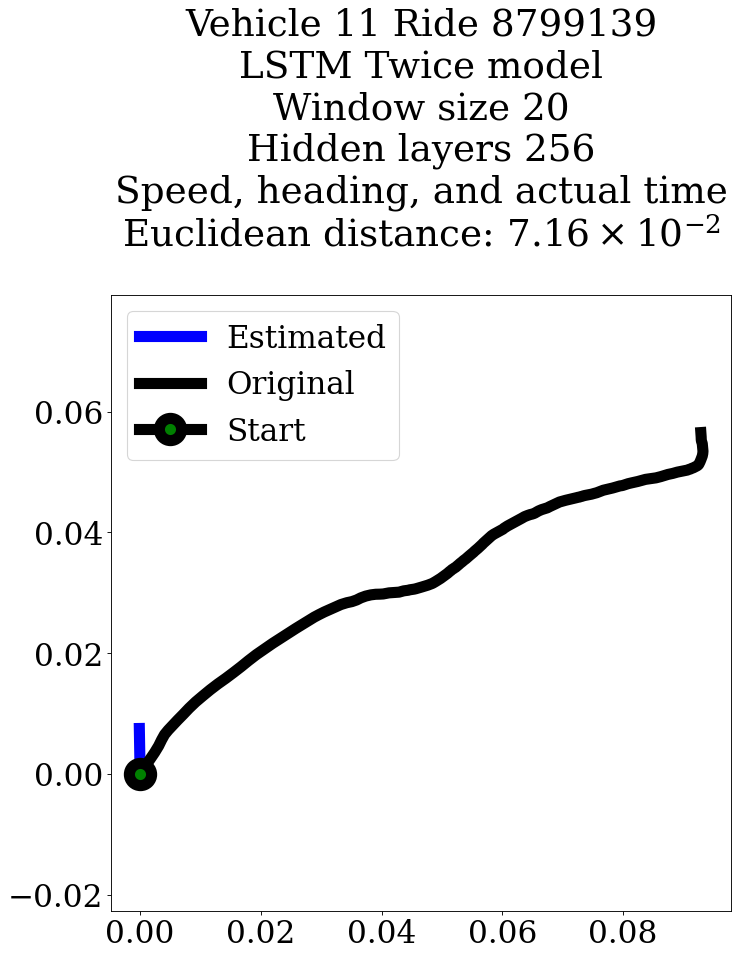 Vehicle 11 Ride 8799139
LSTM Twice model
Window size 20
Hidden layers 256
Speed, heading, and actual time
Euclidean distance: 7.16 × 10⁻²
Estimated
Original
Start
0.06
0.04
0.02
0.00
−0.02
0.00 0.02 0.04 0.06 0.08